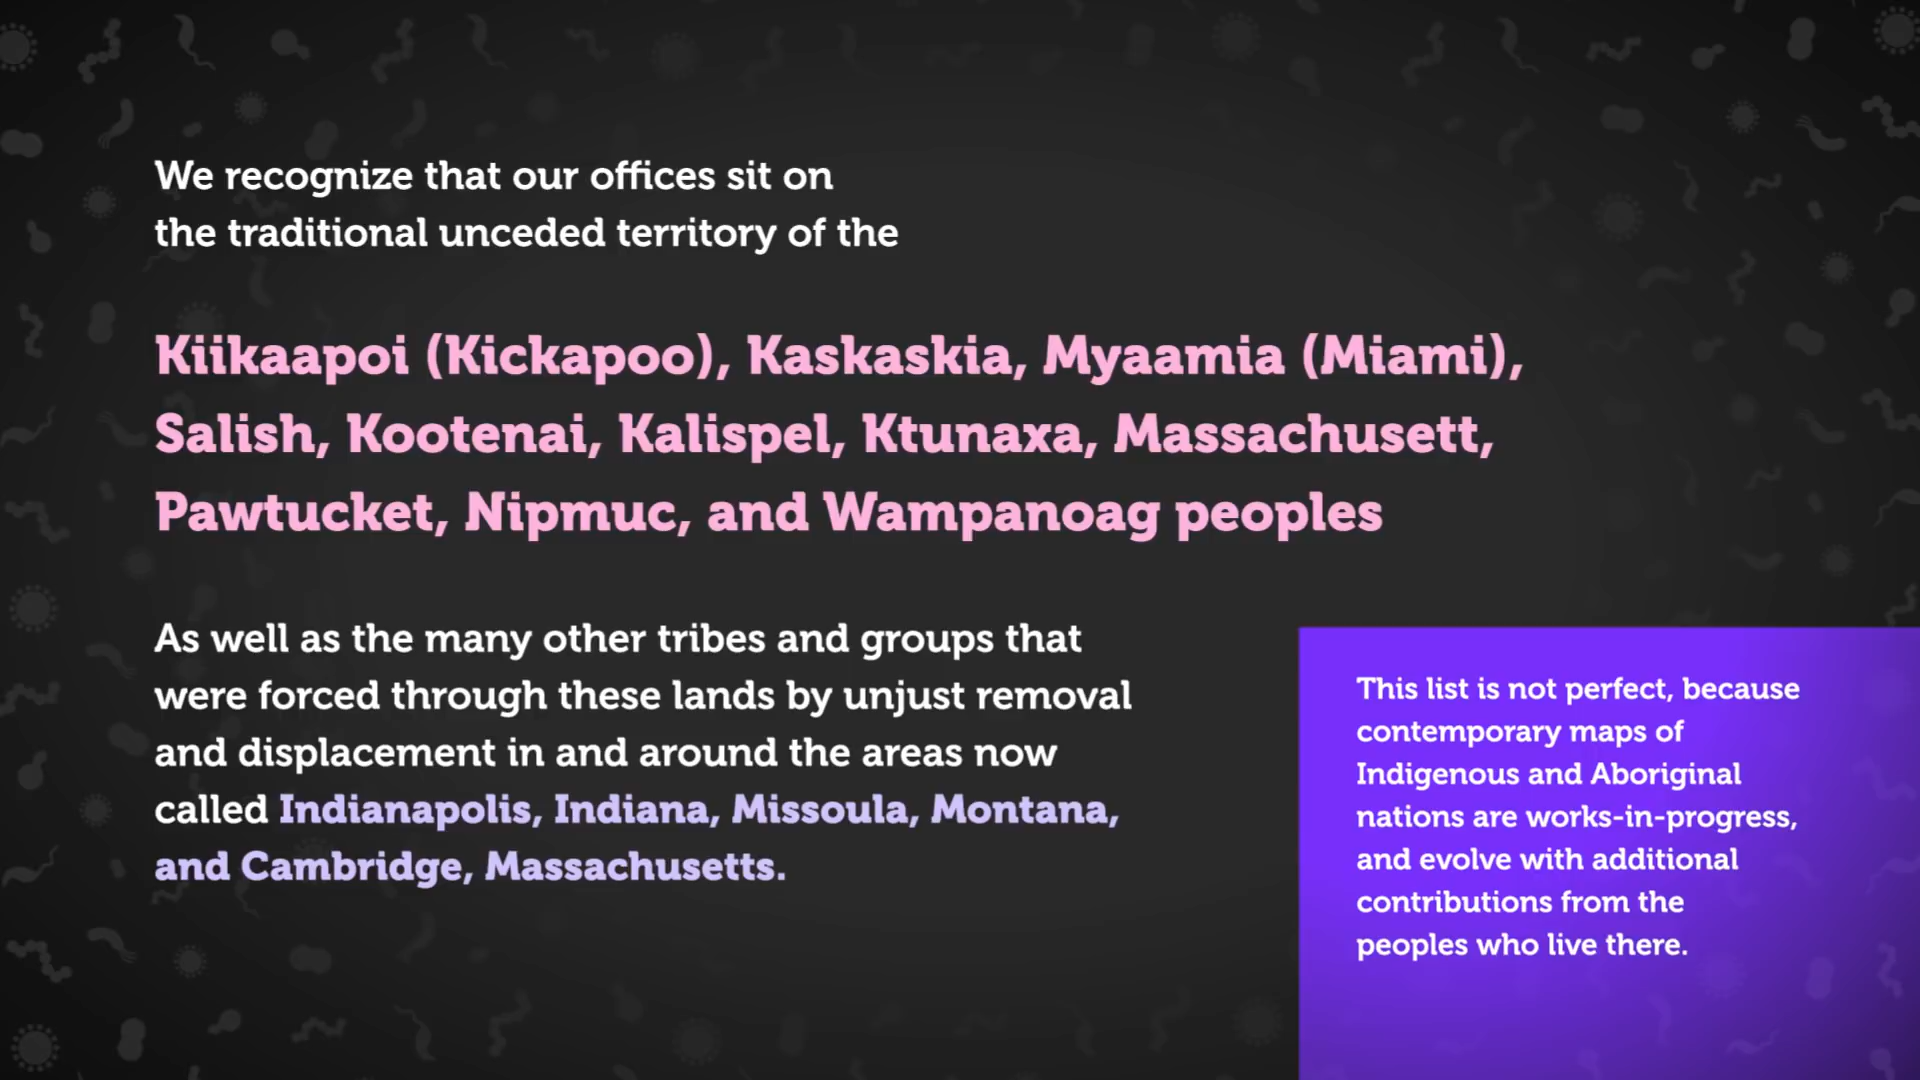 We recognize that our offices sit on
the traditional unceded territory of the
Kiikaapoi (Kickapoo), Kaskaskia, Myaamia (Miami),
Salish, Kootenai, Kalispel, Ktunaxa, Massachusett,
Pawtucket, Nipmuc, and Wampanoag peoples
As well as the many other tribes and groups that
were forced through these lands by unjust removal
and displacement in and around the areas now
called Indianapolis, Indiana, Missoula, Montana,
and Cambridge, Massachusetts.
This list is not perfect, because
contemporary maps of
Indigenous and Aboriginal
nations are works-in-progress,
and evolve with additional
contributions from the
peoples who live there.